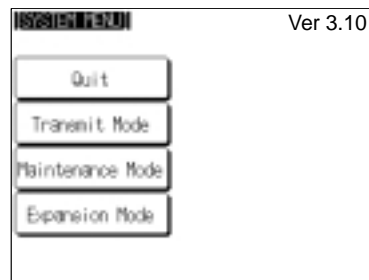 [SYSTEM MENU] Ver 3.10
Quit
Transmit Mode
Maintenance Mode
Expansion Mode